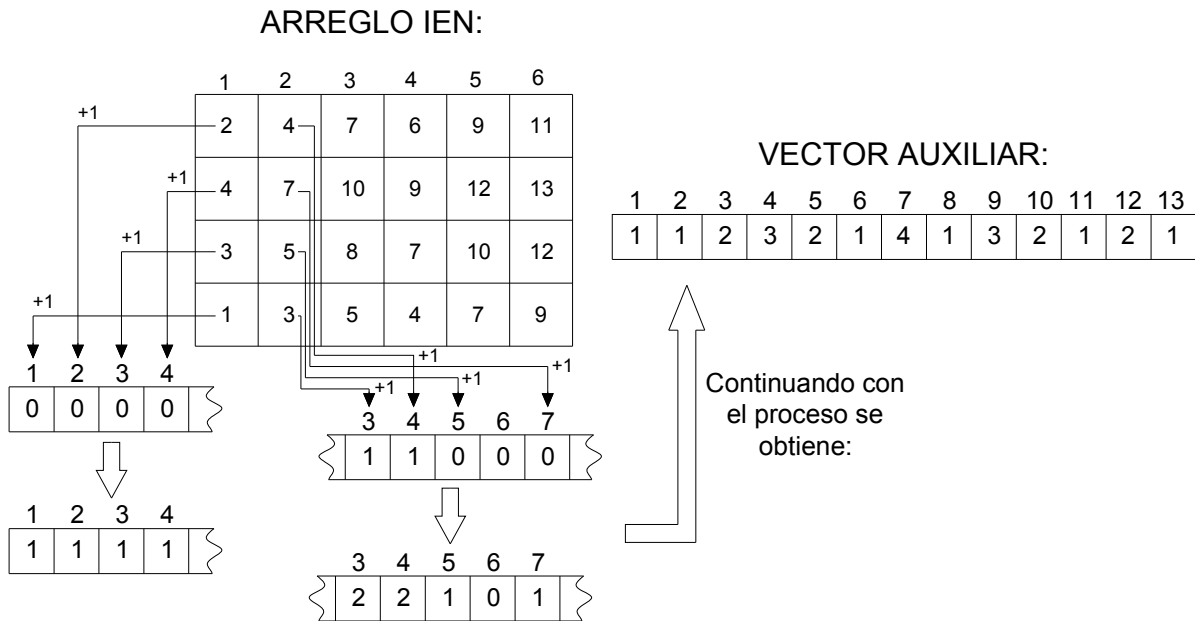 ARREGLO IEN:
1 2 3 4 5 6
+1 2 4 7 6 9 11
+1 4 7 10 9 12 13
+1 3 5 8 7 10 12
+1 1 3 5 4 7 9
VECTOR AUXILIAR:
1 2 3 4 5 6 7 8 9 10 11 12 13
1 1 2 3 2 1 4 1 3 2 1 2 1
+1 +1
+1 +1
1 2 3 4
0 0 0 0
3 4 5 6 7
1 1 0 0 0
1 2 3 4
1 1 1 1
3 4 5 6 7
2 2 1 0 1
Continuando con
el proceso se
obtiene: